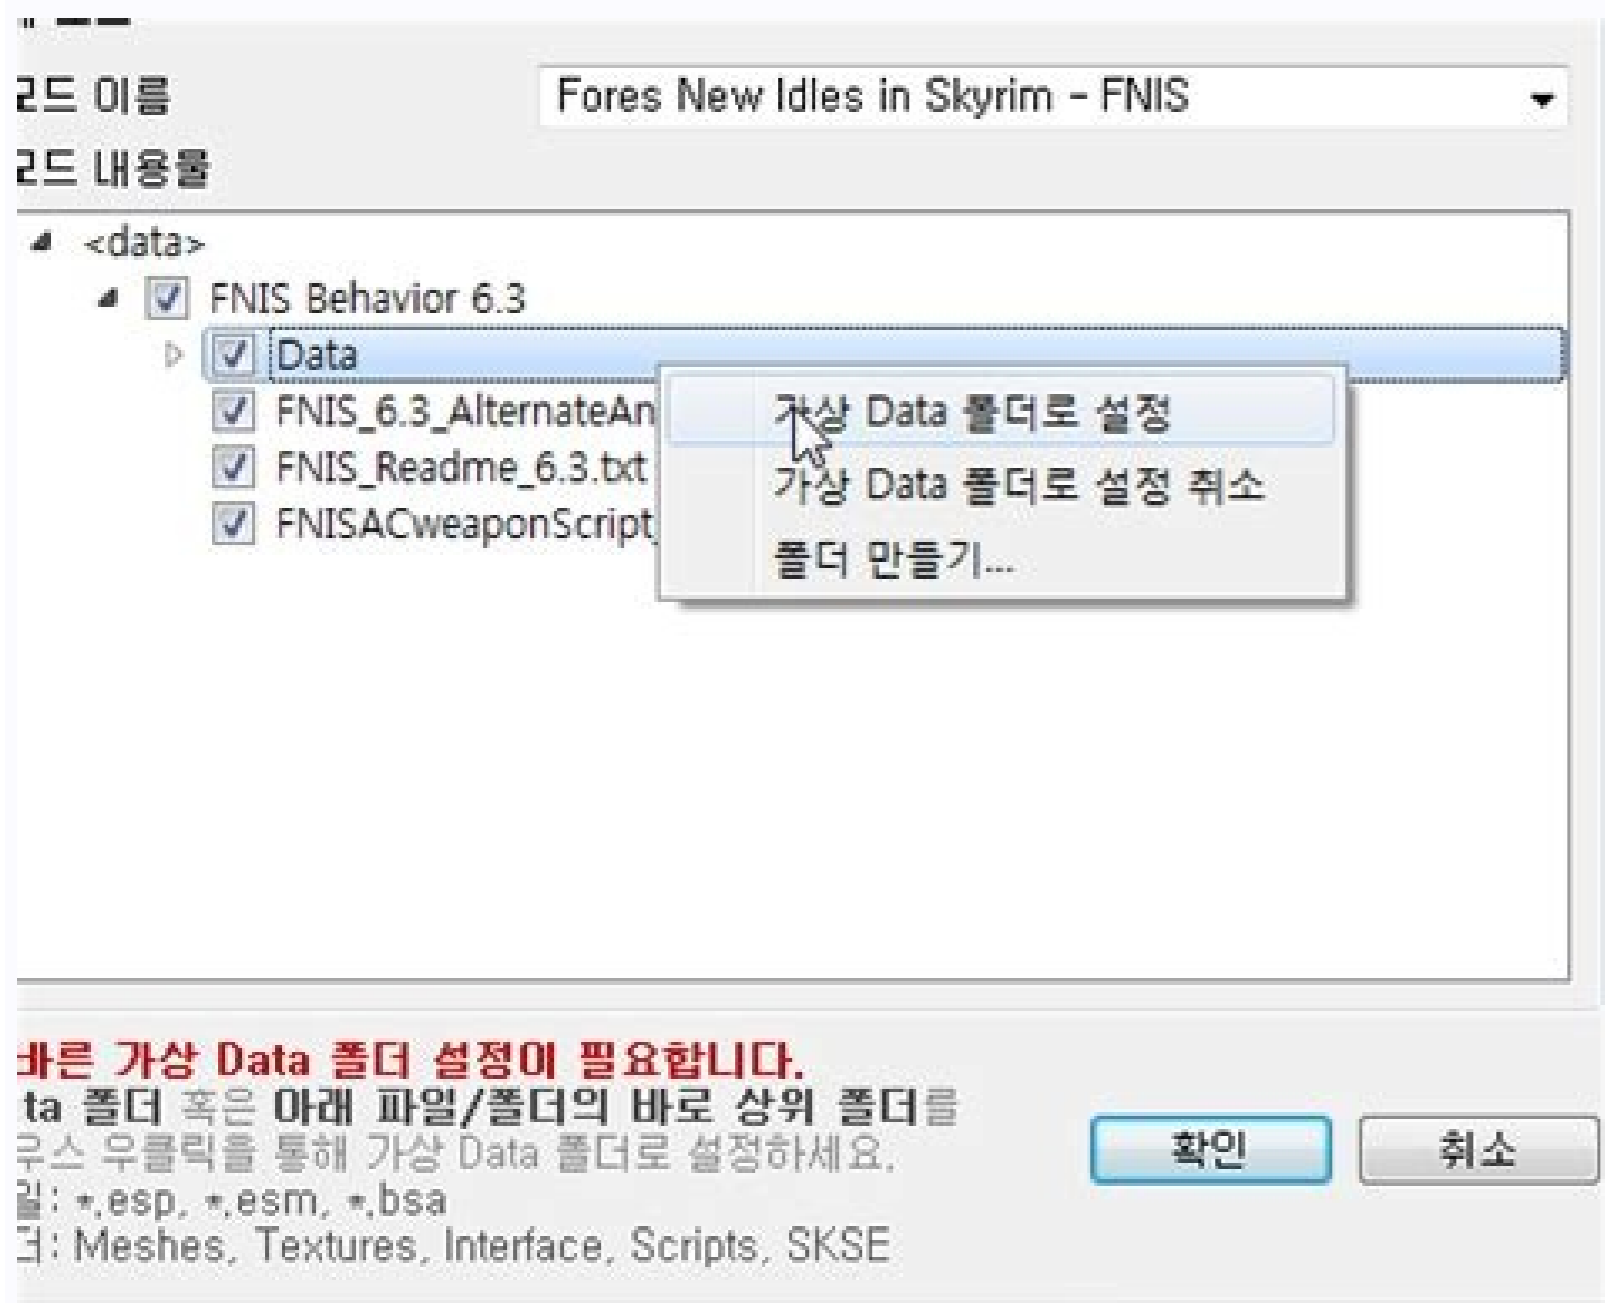 모드 이름
Fores New Idles in Skyrim - FNIS
모드 내용물
<data>
FNIS Behavior 6.3
Data
FNIS_6.3_AlternateAn
FNIS_Readme_6.3.txt
FNISACweaponScript_
가상 Data 폴더로 설정
가상 Data 폴더로 설정 취소
폴더 만들기...
바른 가상 Data 폴더 설정이 필요합니다.
ta 폴더 혹은 아래 파일/폴더의 바로 상위 폴더를
우스 우클릭을 통해 가상 Data 폴더로 설정하세요.
일: *.esp, *.esm, *.bsa
더: Meshes, Textures, Interface, Scripts, SKSE
확인
취소